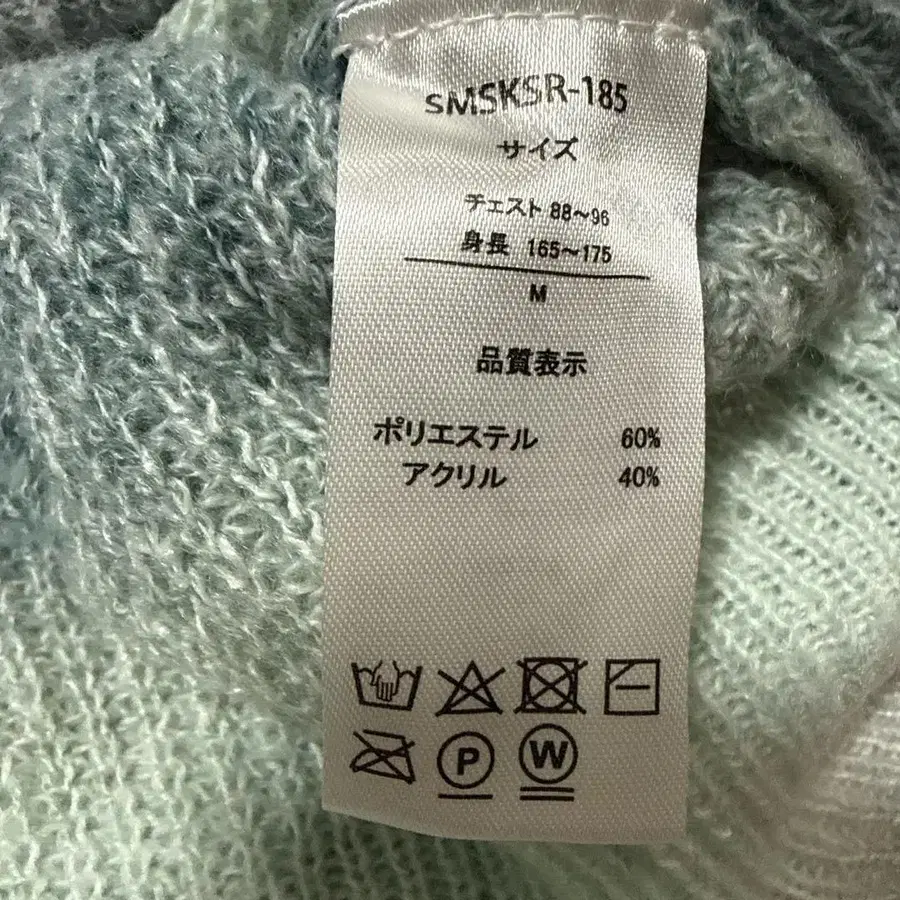 SMSKSR-185
サイズ
チェスト 88～96
身長 165～175
M
品質表示
ポリエステル 60%
アクリル 40%
P W